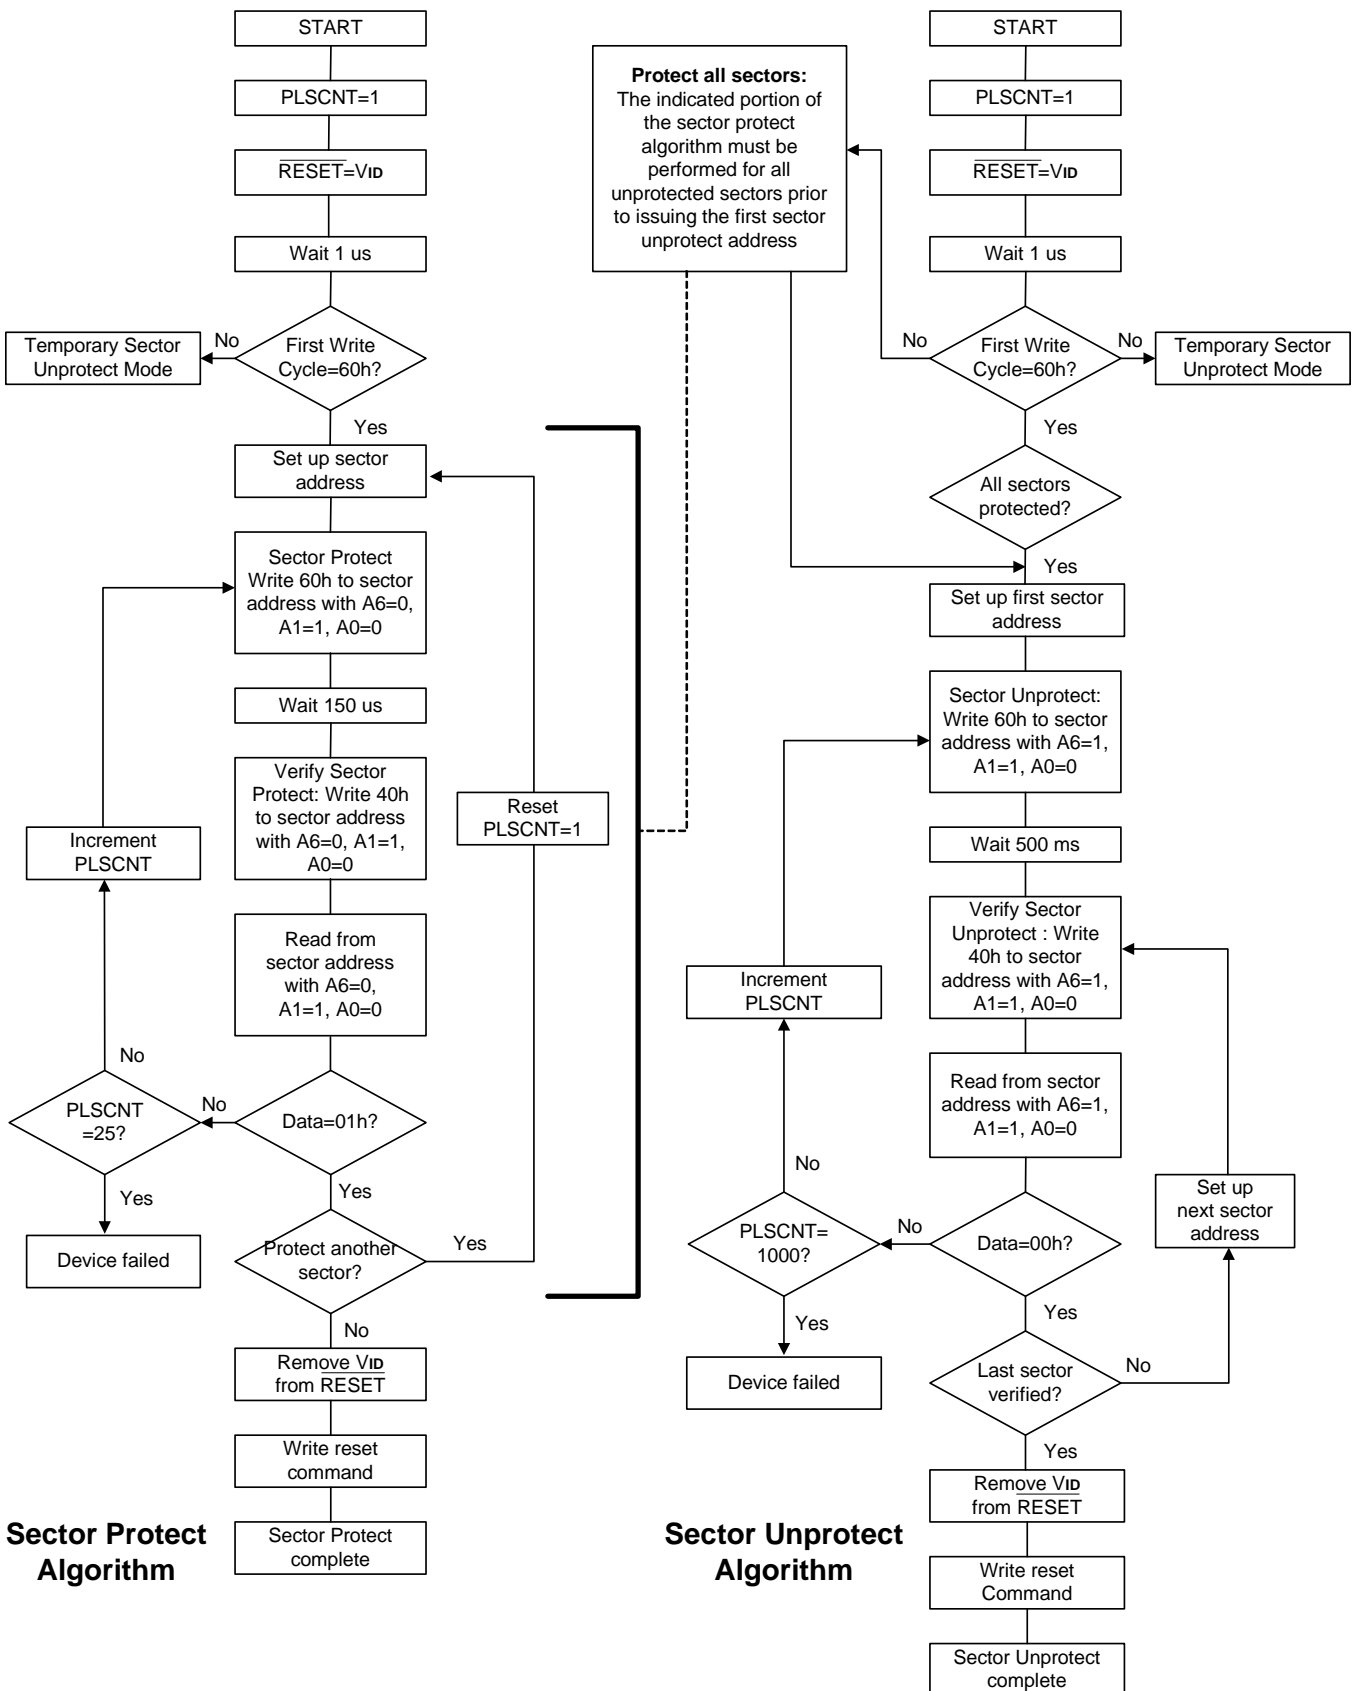 START
PLSCNT=1
RESET=VID
Wait 1 us
First Write
Cycle=60h?
No
Temporary Sector
Unprotect Mode
Yes
Set up sector
address
Sector Protect
Write 60h to sector
address with A6=0,
A1=1, A0=0
Wait 150 us
Verify Sector
Protect: Write 40h
to sector address
with A6=0, A1=1,
A0=0
Reset
PLSCNT=1
Increment
PLSCNT
Read from
sector address
with A6=0,
A1=1, A0=0
No
PLSCNT
=25?
No
Data=01h?
Yes
Device failed
Yes
Protect another
sector?
Yes
No
Remove VID
from RESET
Write reset
command
Sector Protect
complete
Sector Protect
Algorithm
Protect all sectors:
The indicated portion of
the sector protect
algorithm must be
performed for all
unprotected sectors prior
to issuing the first sector
unprotect address
START
PLSCNT=1
RESET=VID
Wait 1 us
No
First Write
Cycle=60h?
No
Temporary Sector
Unprotect Mode
Yes
All sectors
protected?
Yes
Set up first sector
address
Sector Unprotect:
Write 60h to sector
address with A6=1,
A1=1, A0=0
Wait 500 ms
Verify Sector
Unprotect : Write
40h to sector
address with A6=1,
A1=1, A0=0
Increment
PLSCNT
Read from sector
address with A6=1,
A1=1, A0=0
No
PLSCNT=
1000?
No
Data=00h?
Set up
next sector
address
Yes
Device failed
Yes
Last sector
verified?
No
Yes
Remove VID
from RESET
Write reset
Command
Sector Unprotect
complete
Sector Unprotect
Algorithm